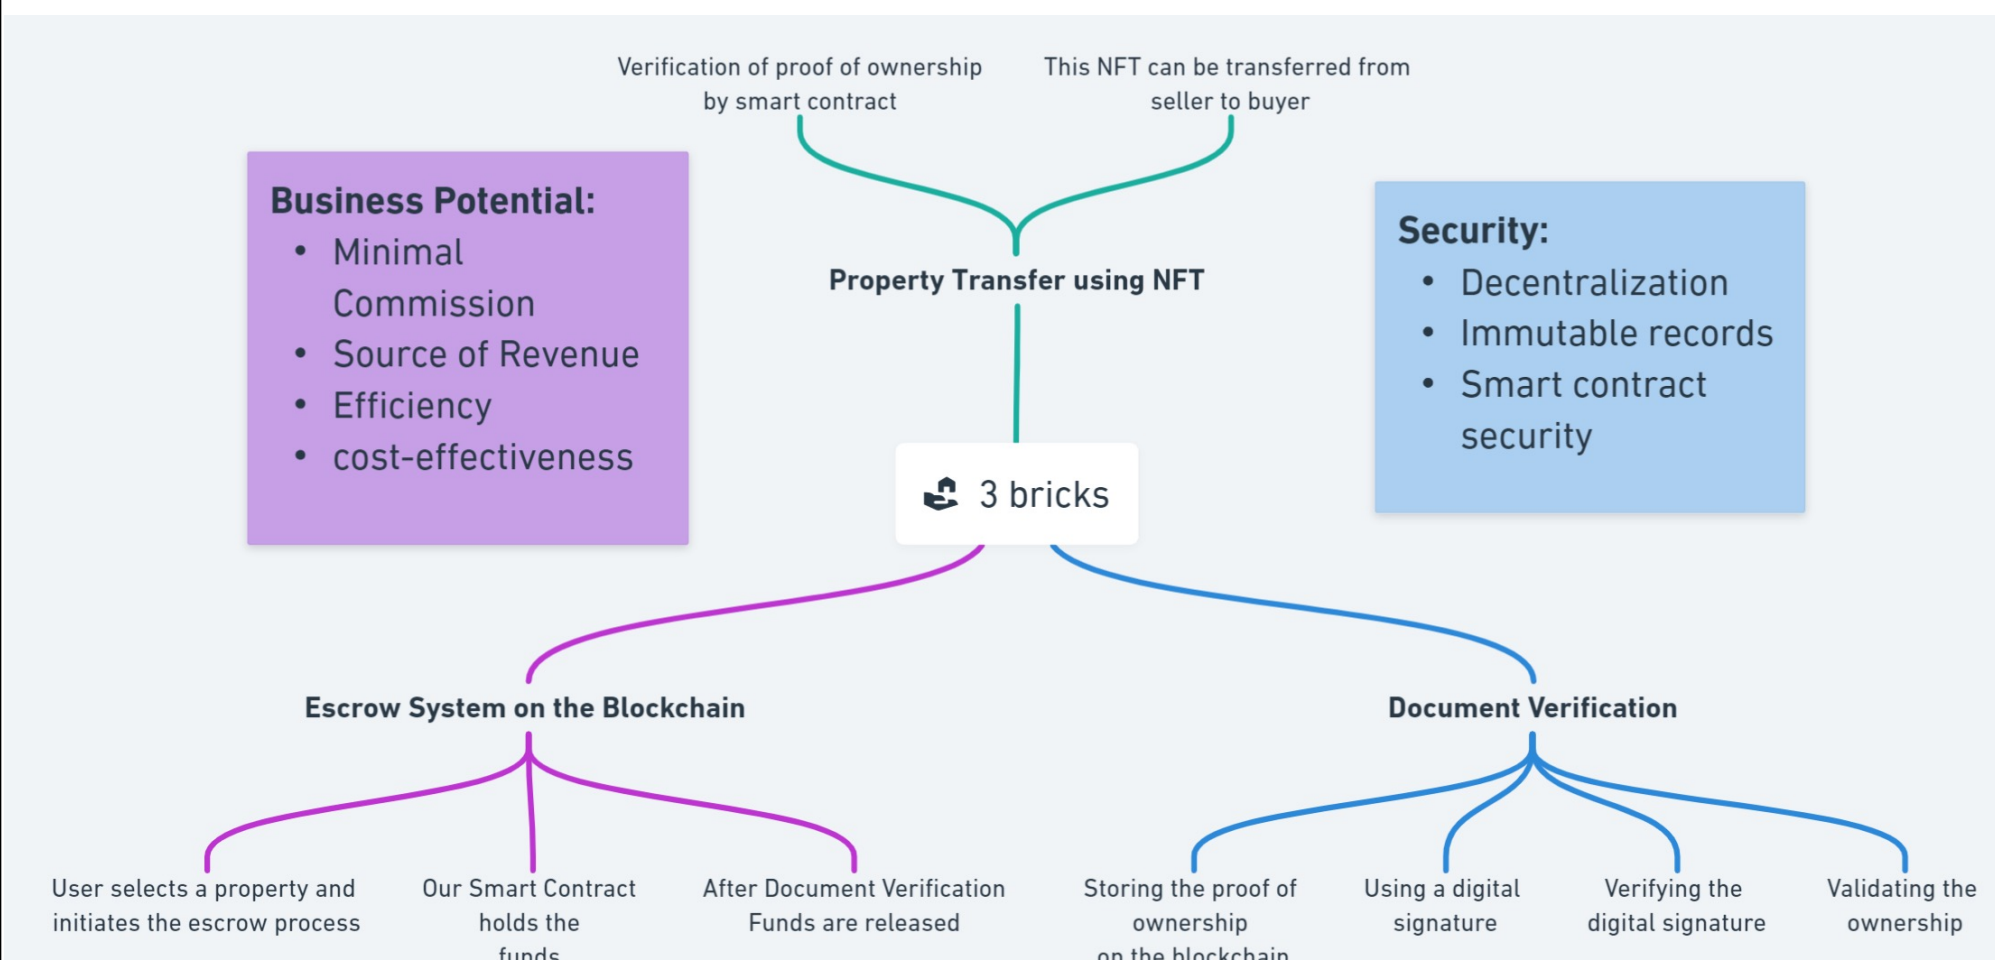 Verification of proof of ownership
by smart contract
This NFT can be transferred from
seller to buyer
Business Potential:
• Minimal
Commission
• Source of Revenue
• Efficiency
• cost-effectiveness
Property Transfer using NFT
Security:
• Decentralization
• Immutable records
• Smart contract
security
3 bricks
Escrow System on the Blockchain
Document Verification
User selects a property and
initiates the escrow process
Our Smart Contract
holds the
funds
After Document Verification
Funds are released
Storing the proof of
ownership
on the blockchain
Using a digital
signature
Verifying the
digital signature
Validating the
ownership